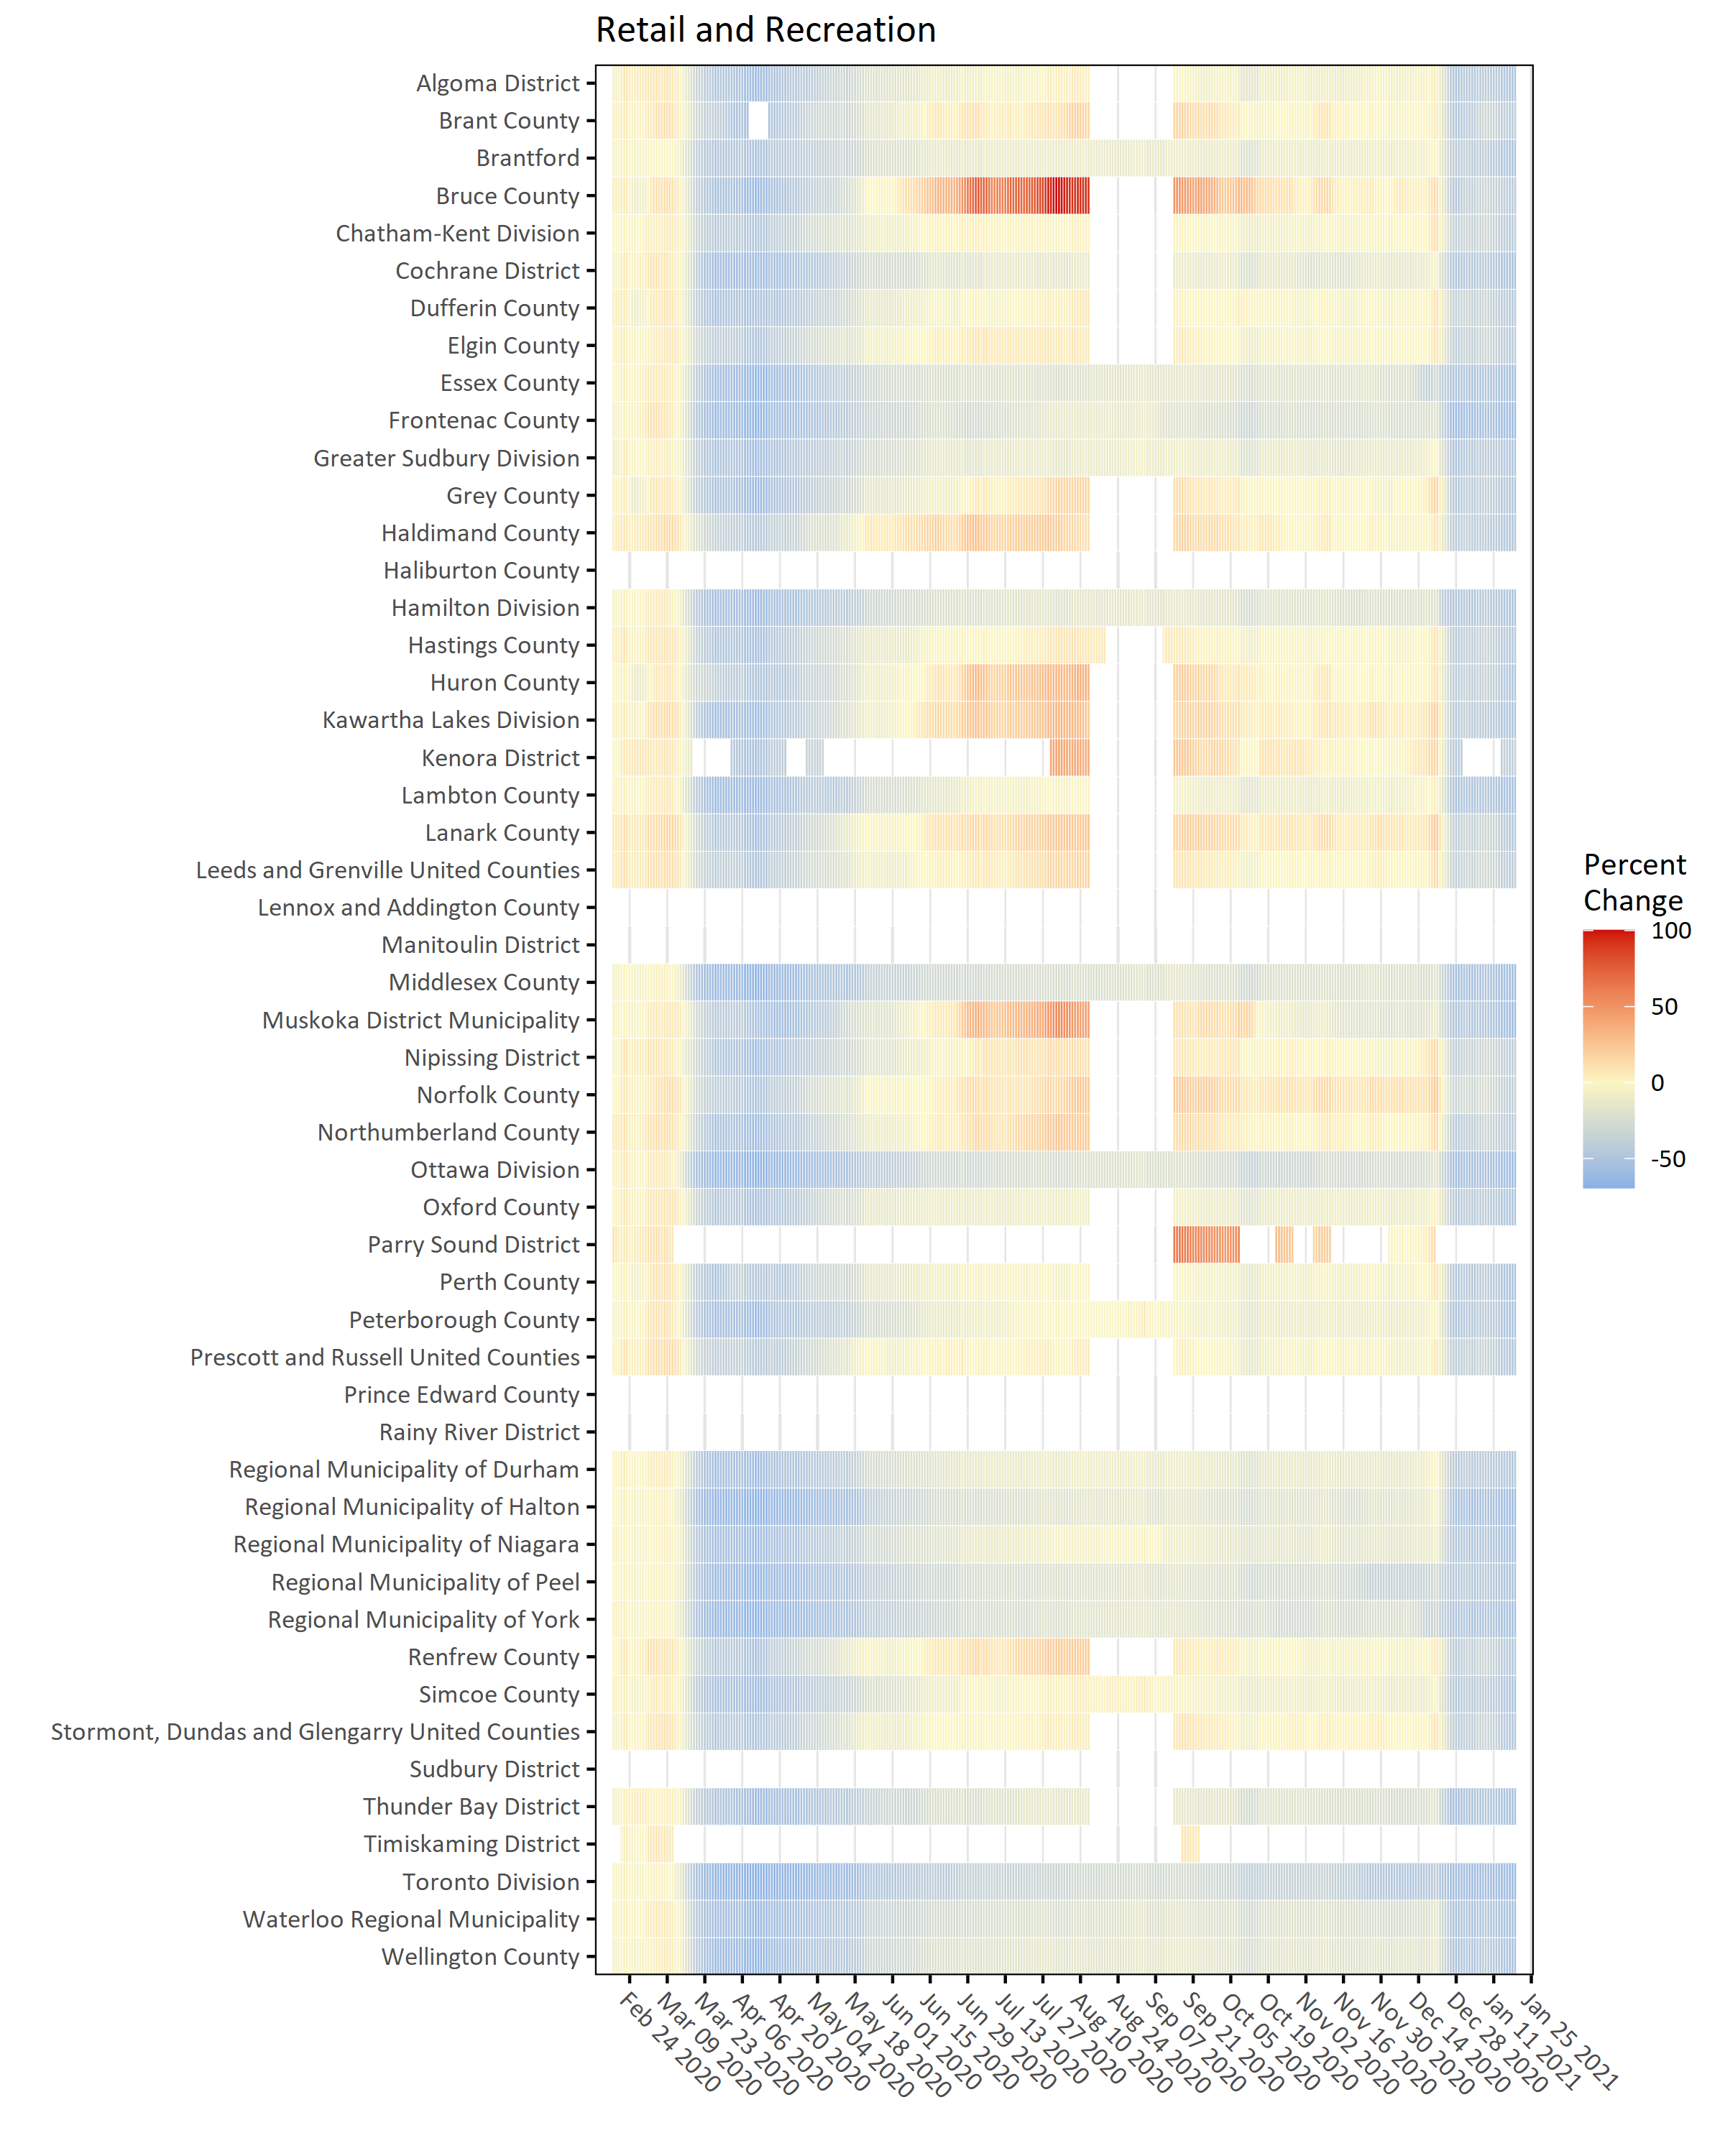 Retail and Recreation
Algoma District
Brant County
Brantford
Bruce County
Chatham-Kent Division
Cochrane District
Dufferin County
Elgin County
Essex County
Frontenac County
Greater Sudbury Division
Grey County
Haldimand County
Haliburton County
Hamilton Division
Hastings County
Huron County
Kawartha Lakes Division
Kenora District
Lambton County
Lanark County
Leeds and Grenville United Counties
Lennox and Addington County
Manitoulin District
Middlesex County
Muskoka District Municipality
Nipissing District
Norfolk County
Northumberland County
Ottawa Division
Oxford County
Parry Sound District
Perth County
Peterborough County
Prescott and Russell United Counties
Prince Edward County
Rainy River District
Regional Municipality of Durham
Regional Municipality of Halton
Regional Municipality of Niagara
Regional Municipality of Peel
Regional Municipality of York
Renfrew County
Simcoe County
Stormont, Dundas and Glengarry United Counties
Sudbury District
Thunder Bay District
Timiskaming District
Toronto Division
Waterloo Regional Municipality
Wellington County
Feb 24 2020
Mar 09 2020
Mar 23 2020
Apr 06 2020
Apr 20 2020
May 04 2020
May 18 2020
Jun 01 2020
Jun 15 2020
Jun 29 2020
Jul 13 2020
Jul 27 2020
Aug 10 2020
Aug 24 2020
Sep 07 2020
Sep 21 2020
Oct 05 2020
Oct 19 2020
Nov 02 2020
Nov 16 2020
Nov 30 2020
Dec 14 2020
Dec 28 2020
Jan 11 2021
Jan 25 2021
Percent
Change
100
50
0
-50